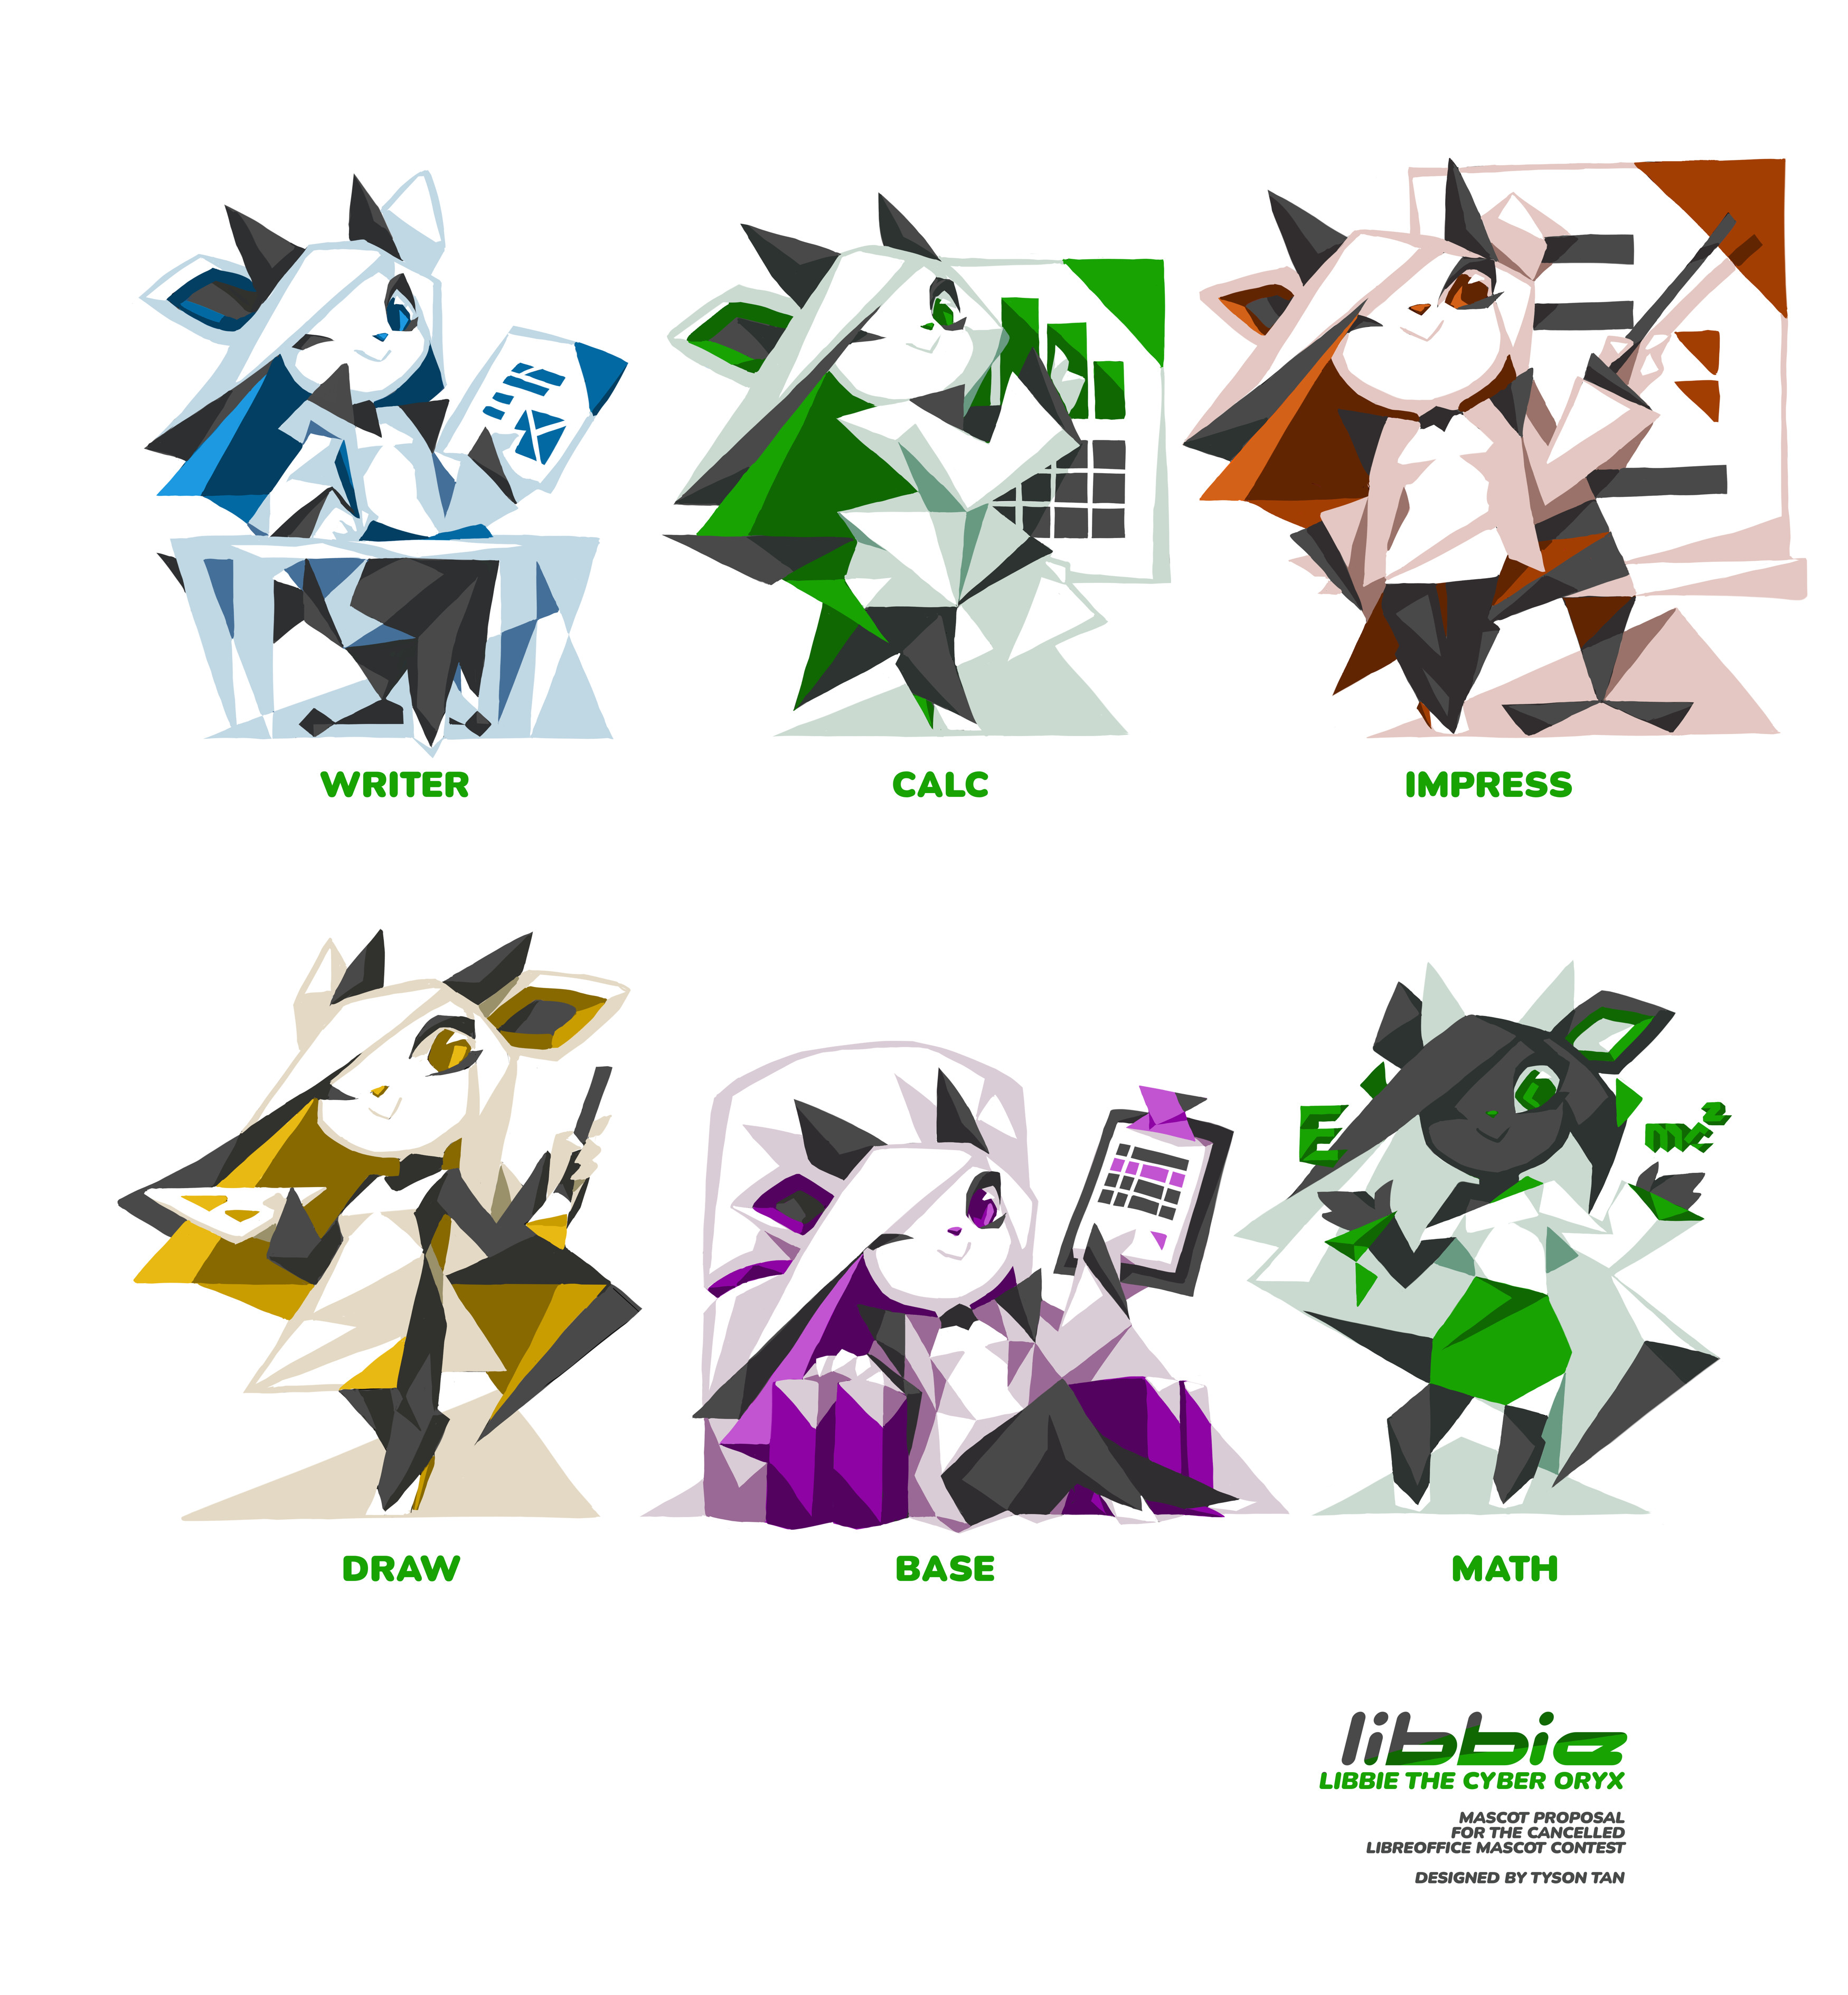 WRITER
CALC
IMPRESS
E
mc²
DRAW
BASE
MATH
libbie
LIBBIE THE CYBER ORYX
MASCOT PROPOSAL
FOR THE CANCELLED
LIBREOFFICE MASCOT CONTEST
DESIGNED BY TYSON TAN